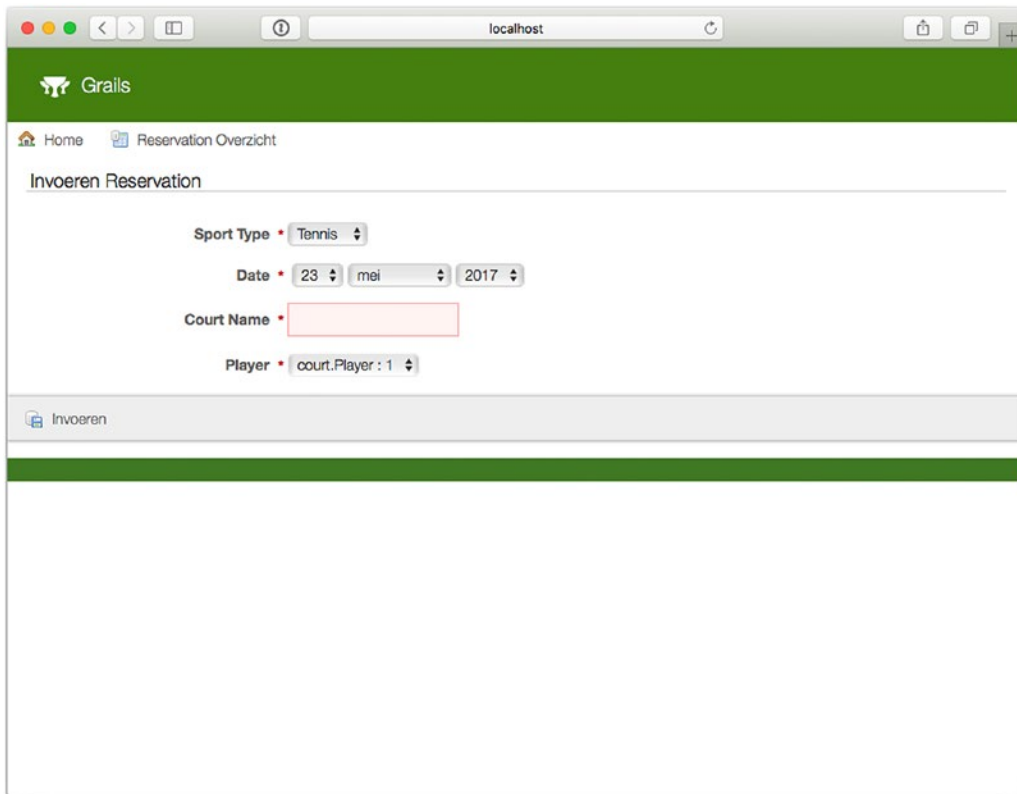 localhost
Grails
Home Reservation Overzicht
Invoeren Reservation
Sport Type * Tennis
Date * 23 mei 2017
Court Name *
Player * court.Player : 1
Invoeren